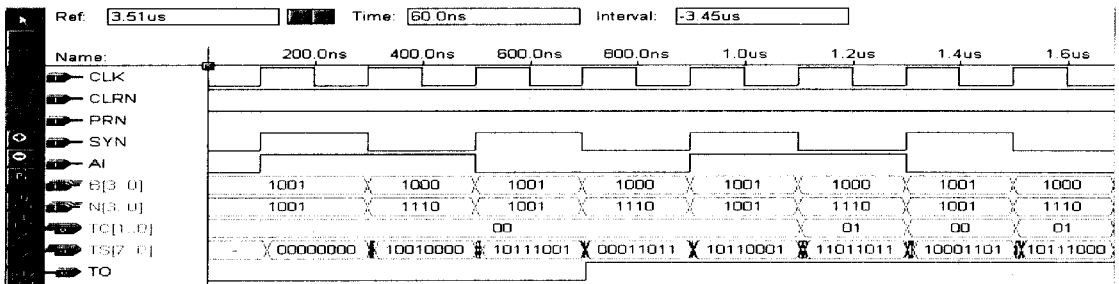 Ref: 3.51us Time: 60.0ns Interval: -3.45us
Name: 200.0ns 400.0ns 600.0ns 800.0ns 1.0us 1.2us 1.4us 1.6us
CLK
CLRN
PRN
SYN
AI
B[3..0] 1001 1000 1001 1000 1001 1000 1001 1000
N[3..0] 1001 1110 1001 1110 1001 1110 1001 1110
TC[1..0] 00 01 00 01
TS[7..0] 00000000 10010000 10111001 00011011 10110001 11011011 10001101 10111000
TO